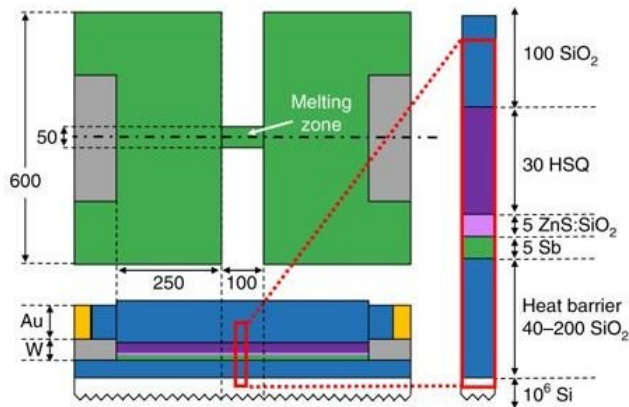 Melting
zone
50
600
250
100
Au
W
100 SiO₂
30 HSQ
5 ZnS:SiO₂
5 Sb
Heat barrier
40–200 SiO₂
10⁶ Si